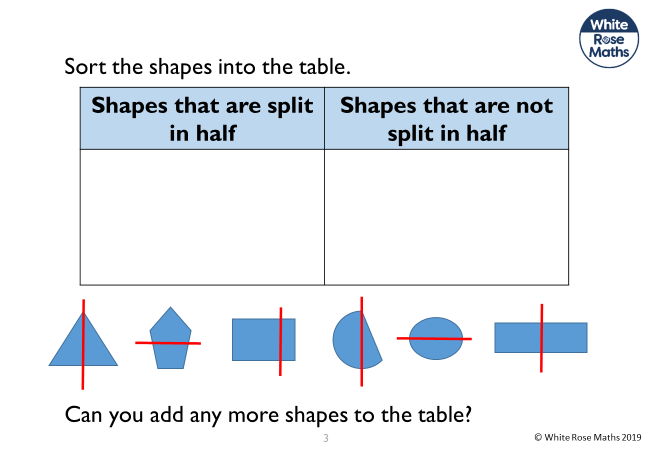 White
Rose
Maths
Sort the shapes into the table.
Shapes that are split
in half
Shapes that are not
split in half
Can you add any more shapes to the table?
3
© White Rose Maths 2019